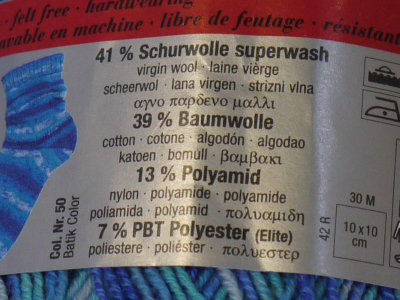 · felt free · hardwearing
en machine · libre de feutage · résistant
41 % Schurwolle superwash
virgin wool · laine vièrge
scheerwol · lana virgen · strizni vlna
αγνο παρδενο μαλλι
39 % Baumwolle
cotton · cotone · algodón · algodao
katoen · bomull · βαμβακι
13 % Polyamid
nylon · polyamide · polyamide
poliamida · polyamid · πολυαμιδη
7 % PBT Polyester (Elite)
poliestere · poliéster · πολυεστερ
Col. Nr. 50
Batik Color
30 M
42 R
10 x 10
cm